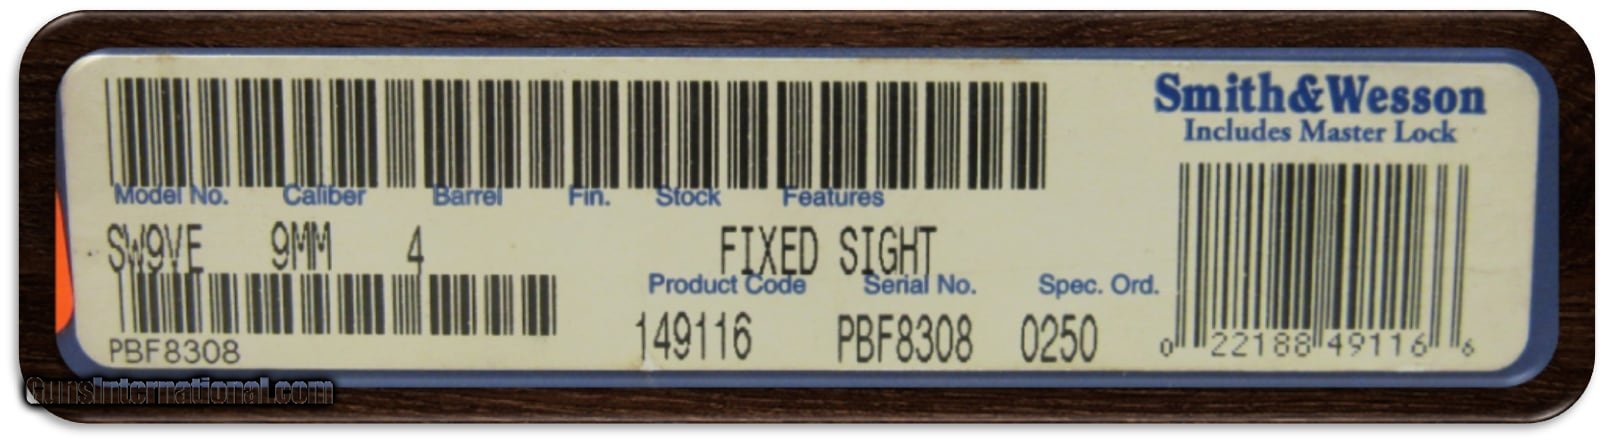 Smith&Wesson
Includes Master Lock
Model No. Caliber Barrel Fin. Stock Features
SW9VE 9MM 4 FIXED SIGHT
Product Code Serial No. Spec. Ord.
149116 PBF8308 0250
PBF8308
0 22188 49116 6
GunsInternational.com